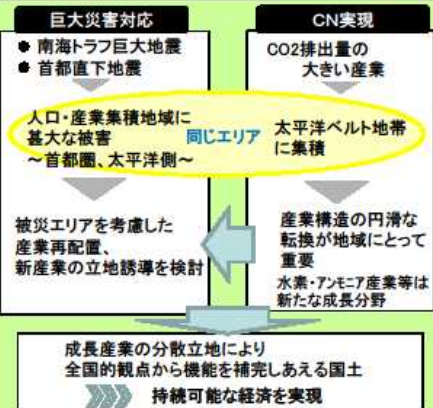 巨大災害対応
● 南海トラフ巨大地震
● 首都直下地震
人口・産業集積地域に
甚大な被害
～首都圏、太平洋側～
被災エリアを考慮した
産業再配置、
新産業の立地誘導を検討
同じエリア
CN実現
CO2排出量の
大きい産業
太平洋ベルト地帯
に集積
産業構造の円滑な
転換が地域にとって
重要
水素・アンモニア産業等は
新たな成長分野
成長産業の分散立地により
全国的観点から機能を補完しあえる国土
持続可能な経済を実現